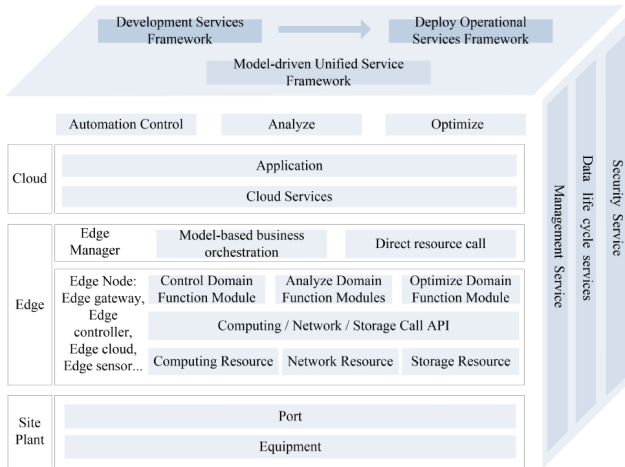 Development Services
Framework
Deploy Operational
Services Framework
Model-driven Unified Service
Framework
Automation Control
Analyze
Optimize
Cloud
Application
Cloud Services
Edge
Edge
Manager
Model-based business
orchestration
Direct resource call
Edge Node:
Edge gateway,
Edge
controller,
Edge cloud,
Edge sensor...
Control Domain
Function Module
Analyze Domain
Function Modules
Optimize Domain
Function Module
Computing / Network / Storage Call API
Computing Resource
Network Resource
Storage Resource
Site
Plant
Port
Equipment
Management Service
Data life cycle services
Security Service